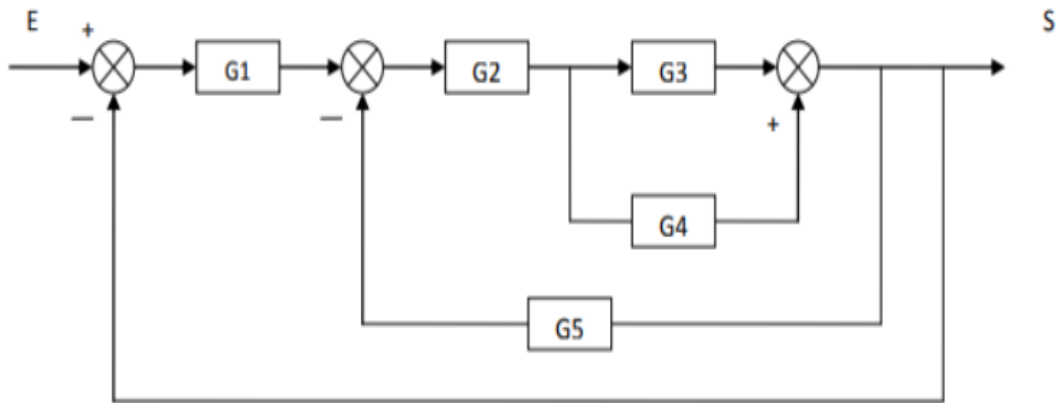 E + S
G1 G2 G3
— — +
G4
G5